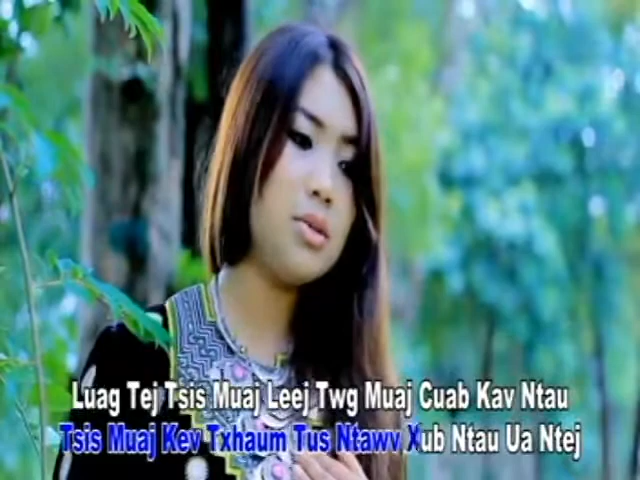 Luag Tej Tsis Muaj Leej Twg Muaj Cuab Kav Ntau
Tsis Muaj Kev Txhaum Tus Ntawv Xub Ntau Ua Ntej